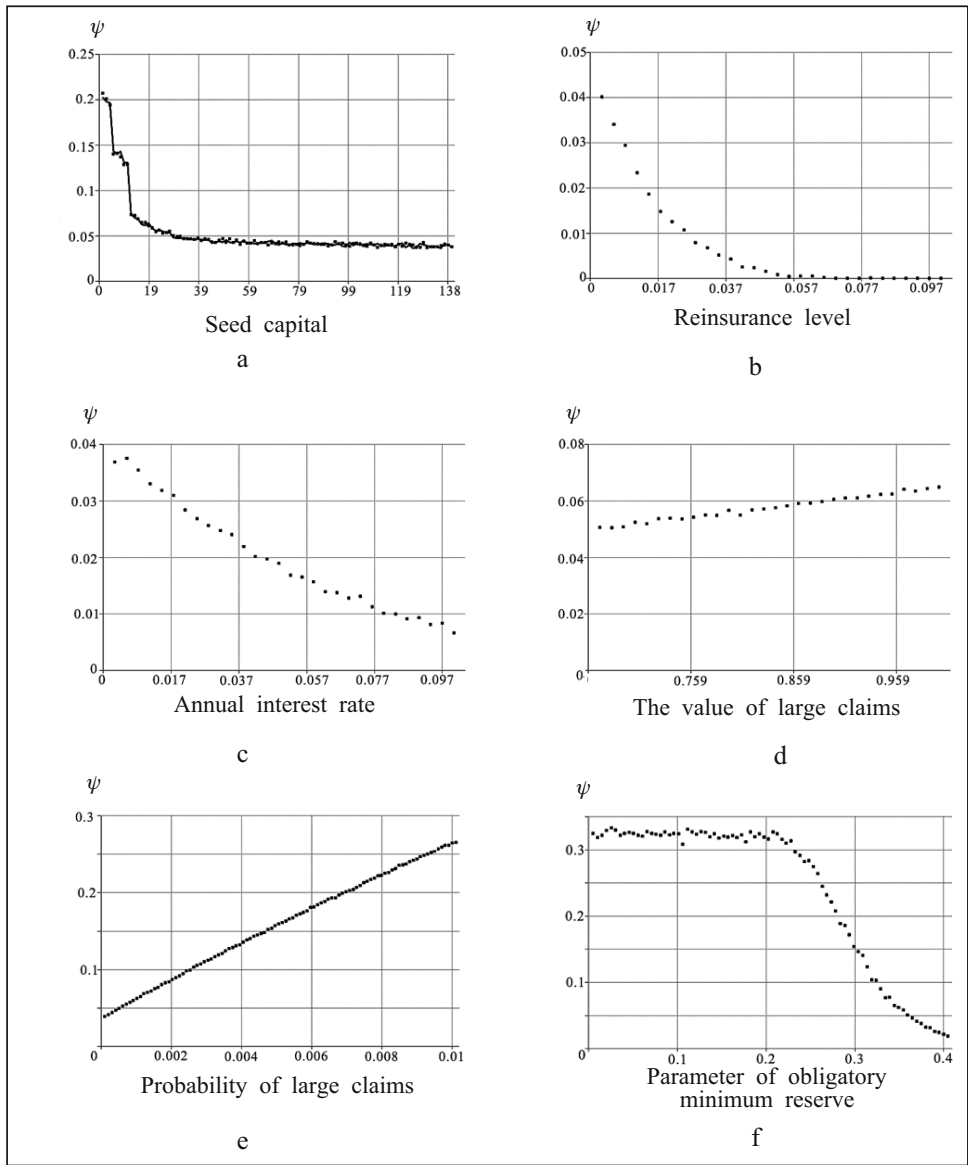 ψ
0.25
0.2
0.15
0.1
0.05
0
0 19 39 59 79 99 119 138
Seed capital
a
ψ
0.05
0.04
0.03
0.02
0.01
0
0 0.017 0.037 0.057 0.077 0.097
Reinsurance level
b
ψ
0.04
0.03
0.02
0.01
0
0 0.017 0.037 0.057 0.077 0.097
Annual interest rate
c
ψ
0.08
0.06
0.04
0.02
0
0.759 0.859 0.959
The value of large claims
d
ψ
0.3
0.2
0.1
0 0.002 0.004 0.006 0.008 0.01
Probability of large claims
e
ψ
0.3
0.2
0.1
0 0.1 0.2 0.3 0.4
Parameter of obligatory
minimum reserve
f